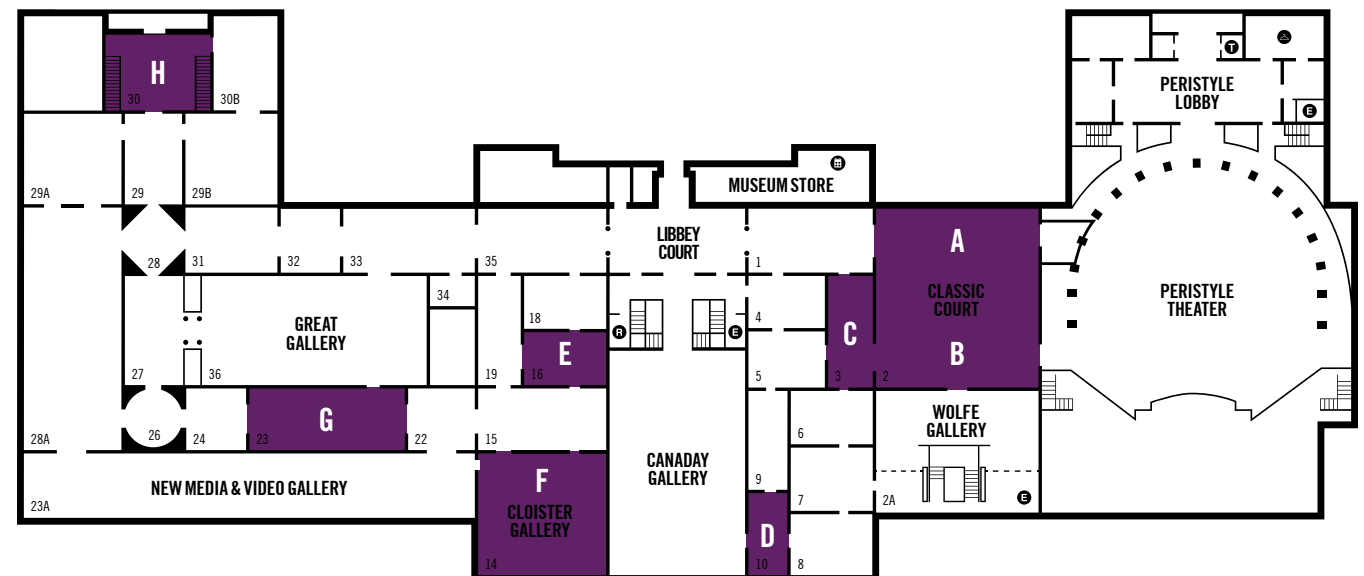 H
30
30B
T
PERISTYLE
LOBBY
E
29A
29
29B
MUSEUM STORE
LIBBEY
COURT
28
31
32
33
35
1
A
CLASSIC
COURT
B
2
PERISTYLE
THEATER
34
GREAT
GALLERY
18
R
E
4
C
3
E
16
27
36
19
5
G
23
WOLFE
GALLERY
28A
26
24
22
15
6
CANADAY
GALLERY
9
7
2A
E
NEW MEDIA & VIDEO GALLERY
23A
F
CLOISTER
GALLERY
14
D
10
8